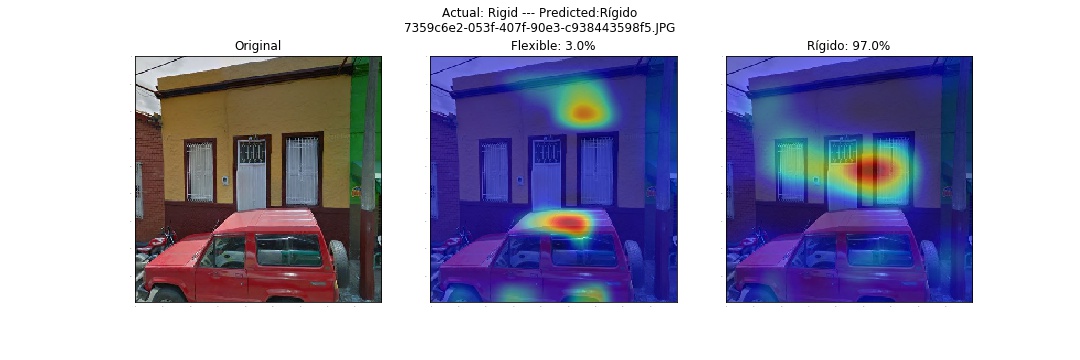 Actual: Rigid --- Predicted:Rígido
7359c6e2-053f-407f-90e3-c938443598f5.JPG
Original
Flexible: 3.0%
Rígido: 97.0%